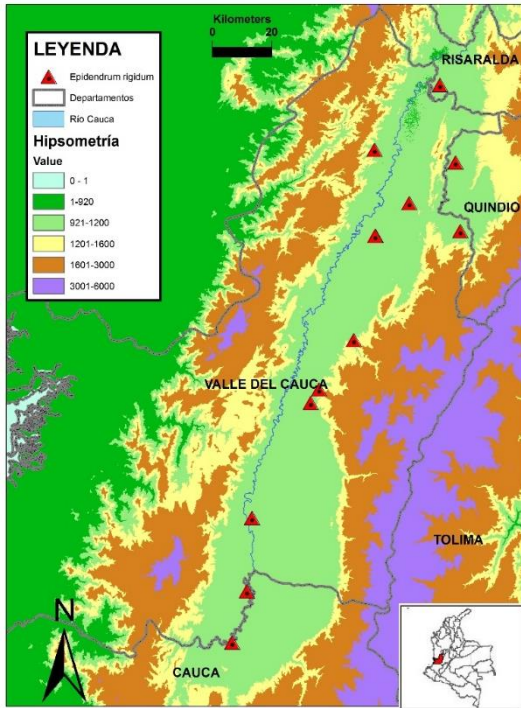 Kilometers
0 20
LEYENDA
Epidendrum rigidum
Departamentos
Río Cauca
Hipsometría
Value
0 - 1
1-920
921-1200
1201-1600
1601-3000
3001-6000
RISARALDA
QUINDIO
VALLE DEL CAUCA
TOLIMA
N
CAUCA